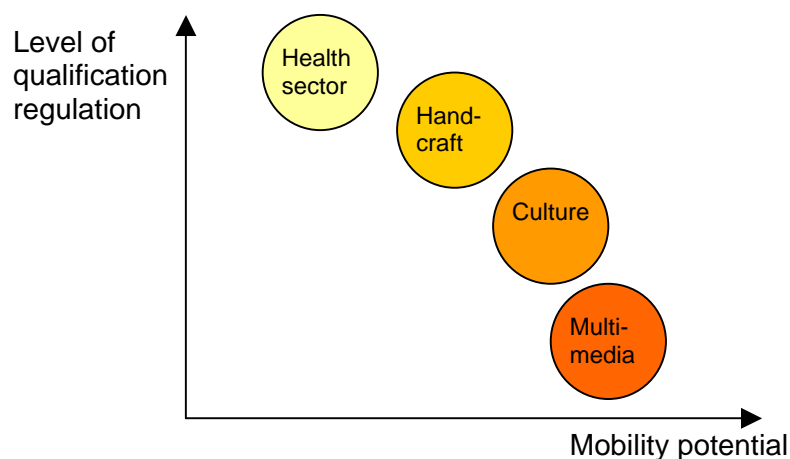 Level of
qualification
regulation
Health
sector
Hand-
craft
Culture
Multi-
media
Mobility potential